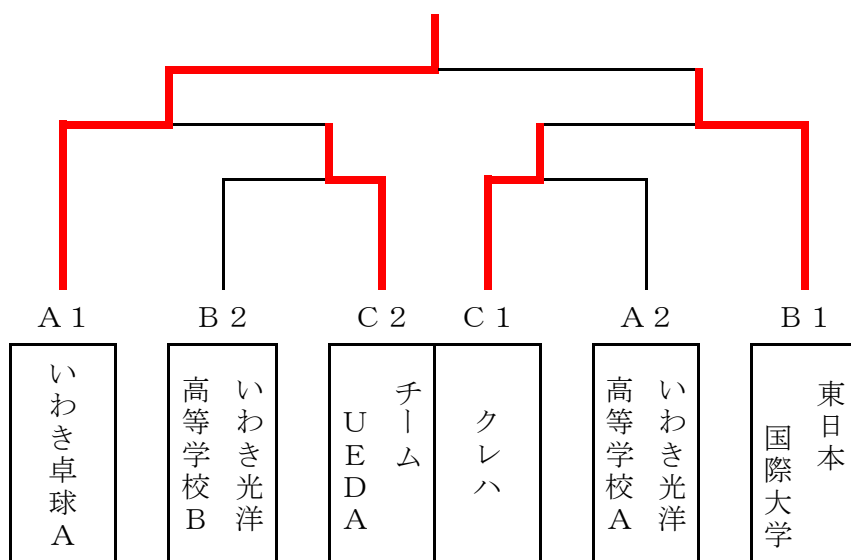 A1
B2
C2
C1
A2
B1
いわき卓球A
いわき光洋
高等学校B
チーム
UEDA
クレハ
いわき光洋
高等学校A
東日本
国際大学